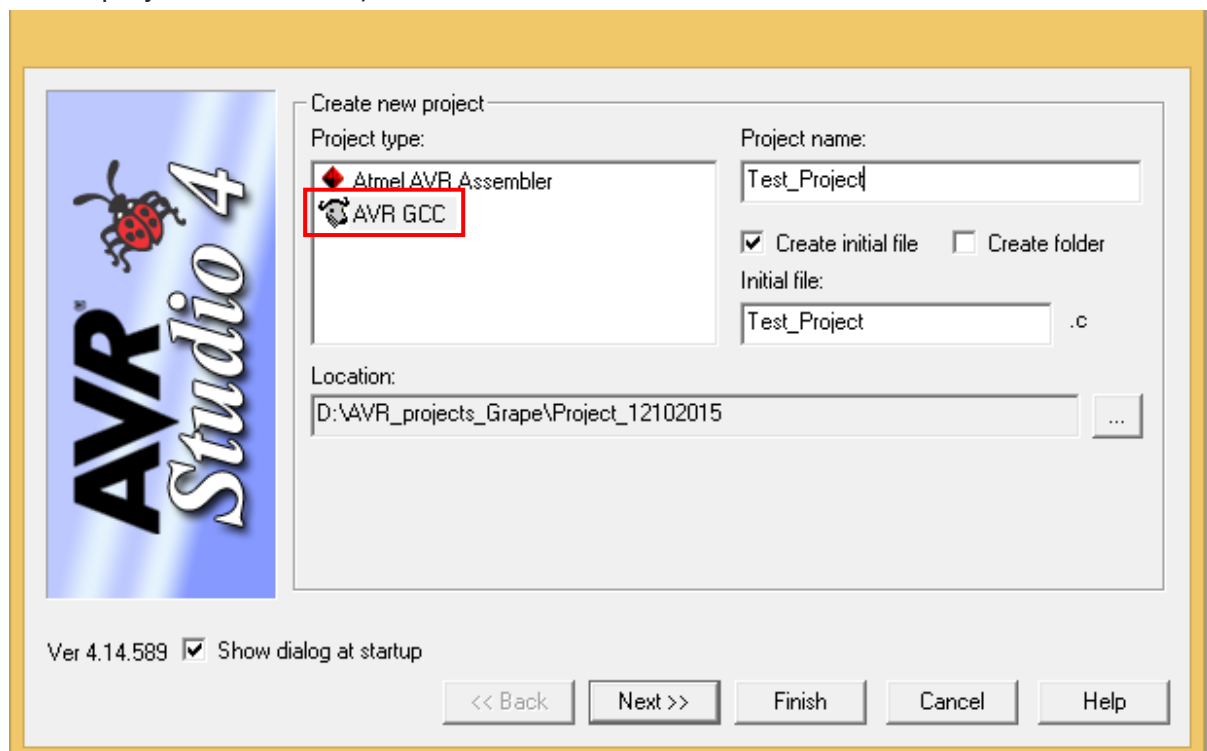 AVR Studio 4
Create new project
Project type:
Atmel AVR Assembler
AVR GCC
Project name:
Test_Project
Create initial file
Create folder
Initial file:
Test_Project
.c
Location:
D:\AVR_projects_Grape\Project_12102015
...
Ver 4.14.589
Show dialog at startup
<< Back
Next >>
Finish
Cancel
Help